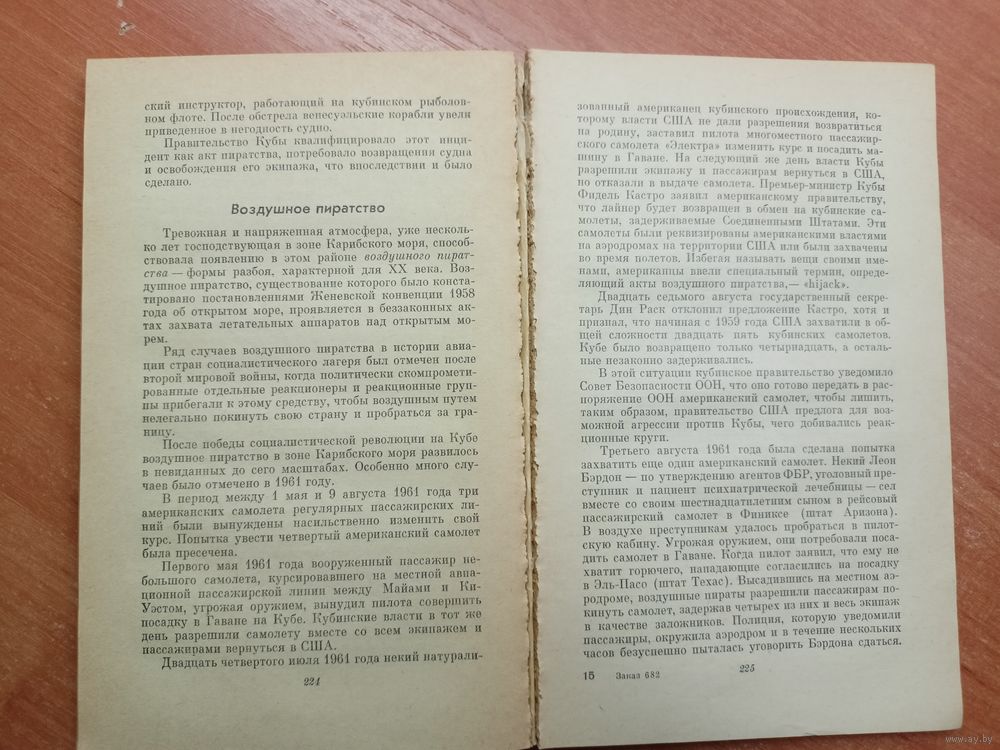 ский инструктор, работающий на кубинском рыболов-
ном флоте. После обстрела венесуэльские корабли увели
приведенное в негодность судно.
Правительство Кубы квалифицировало этот инци-
дент как акт пиратства, потребовало возвращения судна
и освобождения его экипажа, что впоследствии и было
сделано.
Воздушное пиратство
Тревожная и напряженная атмосфера, уже несколь-
ко лет господствующая в зоне Карибского моря, спосо-
бствовала появлению в этом районе воздушного пират-
ства — формы разбоя, характерной для XX века. Воз-
душное пиратство, существование которого было конста-
тировано постановлениями Женевской конвенции 1958
года об открытом море, проявляется в беззаконных ак-
тах захвата летательных аппаратов над открытым мо-
рем.
Ряд случаев воздушного пиратства в истории авиа-
ции стран социалистического лагеря был отмечен после
второй мировой войны, когда политически скомпромети-
рованные отдельные реакционеры и реакционные груп-
пы прибегали к этому средству, чтобы воздушным путем
нелегально покинуть свою страну и пробраться за гра-
ницу.
После победы социалистической революции на Кубе
воздушное пиратство в зоне Карибского моря развилось
в невиданных до сего масштабах. Особенно много слу-
чаев было отмечено в 1961 году.
В период между 1 мая и 9 августа 1961 года три
американских самолета регулярных пассажирских ли-
ний были вынуждены насильственно изменить свой
курс. Попытка увести четвертый американский самолет
была пресечена.
Первого мая 1961 года вооруженный пассажир не-
большого самолета, курсировавшего на местной авиа-
ционной пассажирской линии между Майами и Ки-
Уэстом, угрожая оружием, вынудил пилота совершить
посадку в Гаване на Кубе. Кубинские власти в тот же
день разрешили самолету вместе со всем экипажем и
пассажирами вернуться в США.
Двадцать четвертого июля 1961 года некий натурали-
224
зованный американец кубинского происхождения, ко-
торому власти США не дали разрешения возвратиться
на родину, заставил пилота многоместного пассажир-
ского самолета «Электра» изменить курс и посадить ма-
шину в Гаване. На следующий же день власти Кубы
разрешили экипажу и пассажирам вернуться в США,
но отказали в выдаче самолета. Премьер-министр Кубы
Фидель Кастро заявил американскому правительству,
что лайнер будет возвращен в обмен на кубинские са-
молеты, задерживаемые Соединенными Штатами. Эти
самолеты были реквизированы американскими властями
на аэродромах на территории США или были захвачены
во время полетов. Избегая называть вещи своими име-
нами, американцы ввели специальный термин, опреде-
ляющий акты воздушного пиратства,— «hijack».
Двадцать седьмого августа государственный секре-
тарь Дин Раск отклонил предложение Кастро, хотя и
признал, что начиная с 1959 года США захватили в об-
щей сложности двадцать пять кубинских самолетов.
Кубе было возвращено только четырнадцать, а осталь-
ные незаконно задерживались.
В этой ситуации кубинское правительство уведомило
Совет Безопасности ООН, что оно готово передать в рас-
поряжение ООН американский самолет, чтобы лишить,
таким образом, правительство США предлога для воз-
можной агрессии против Кубы, чего добивались реак-
ционные круги.
Третьего августа 1961 года была сделана попытка
захватить еще один американский самолет. Некий Леон
Бэрдон — по утверждению агентов ФБР, уголовный пре-
ступник и пациент психиатрической лечебницы — сел
вместе со своим шестнадцатилетним сыном в рейсовый
пассажирский самолет в Финиксе (штат Аризона).
В воздухе преступникам удалось пробраться в пилот-
скую кабину. Угрожая оружием, они потребовали поса-
дить самолет в Гаване. Когда пилот заявил, что ему не
хватит горючего, нападающие согласились на посадку
в Эль-Пасо (штат Техас). Высадившись на местном аэ-
родроме, воздушные пираты разрешили пассажирам по-
кинуть самолет, задержав четырех из них и весь экипаж
в качестве заложников. Полиция, которую уведомили
пассажиры, окружила аэродром и в течение нескольких
часов безуспешно пыталась уговорить Бэрдона сдаться.
15 Заказ 682
225
www.ay.by